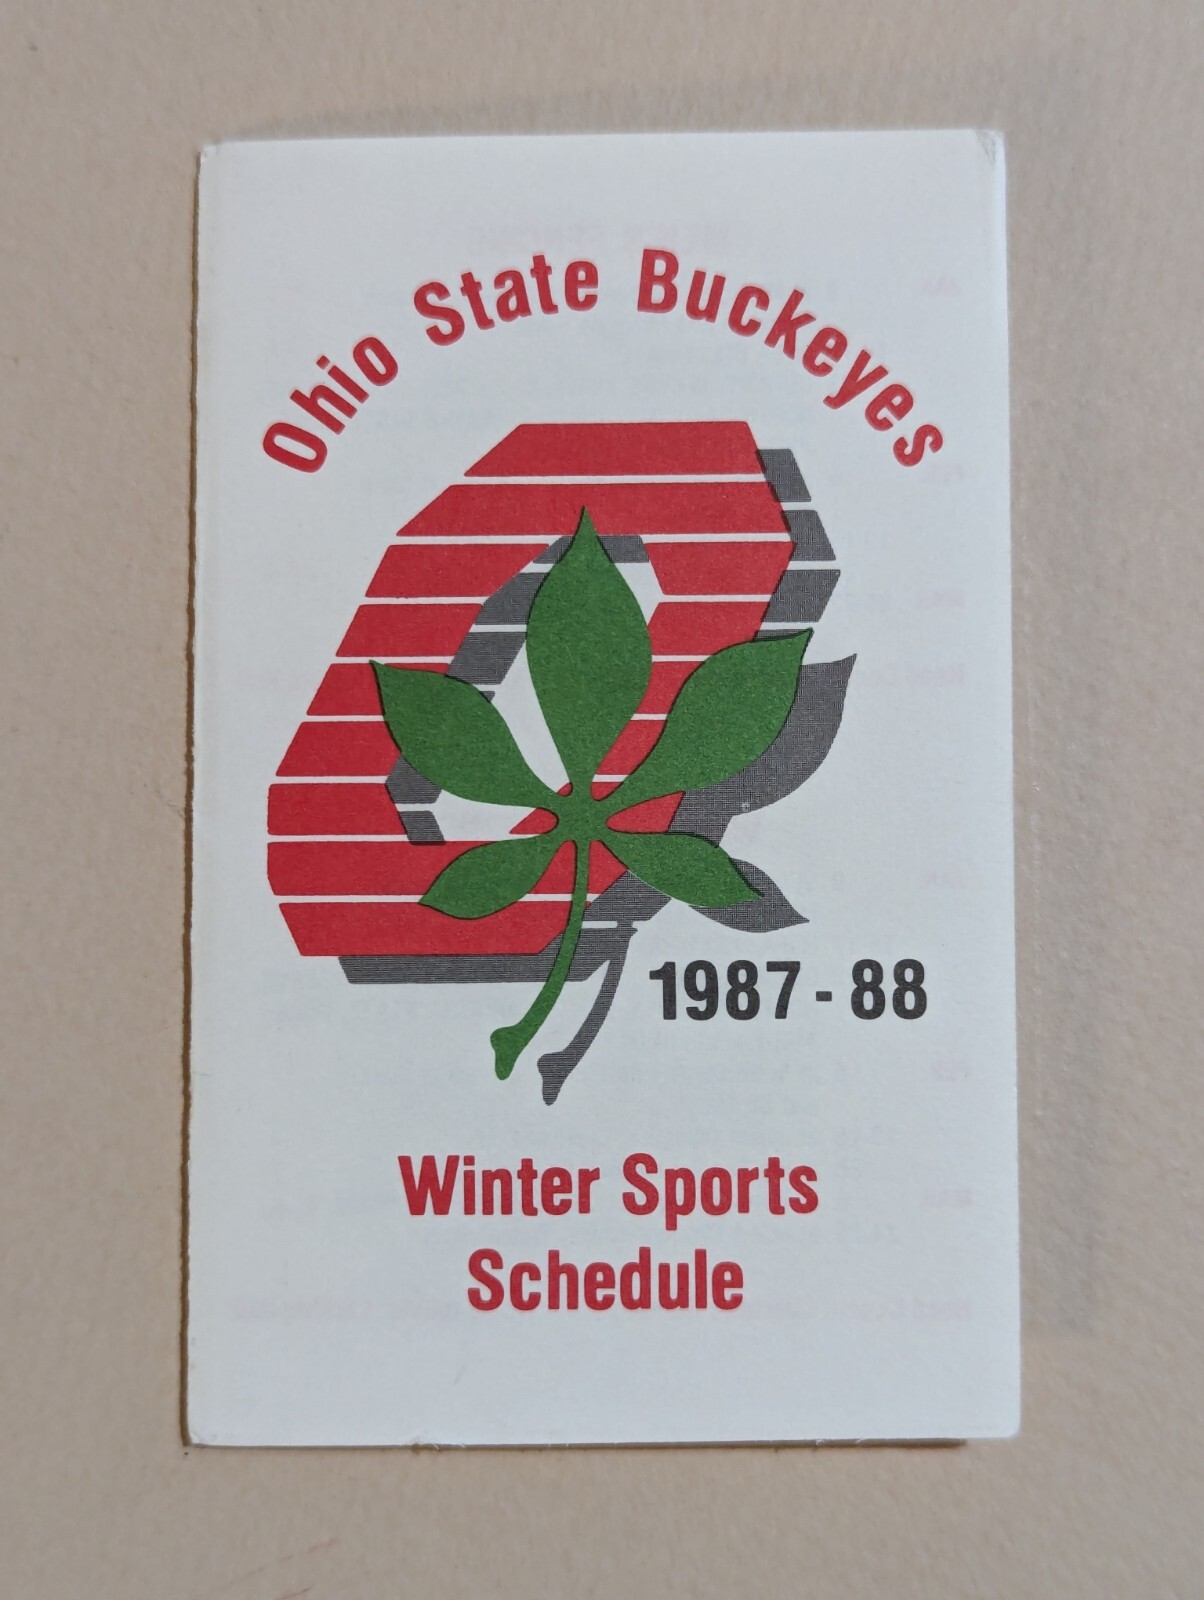 Ohio State Buckeyes
1987-88
Winter Sports
Schedule